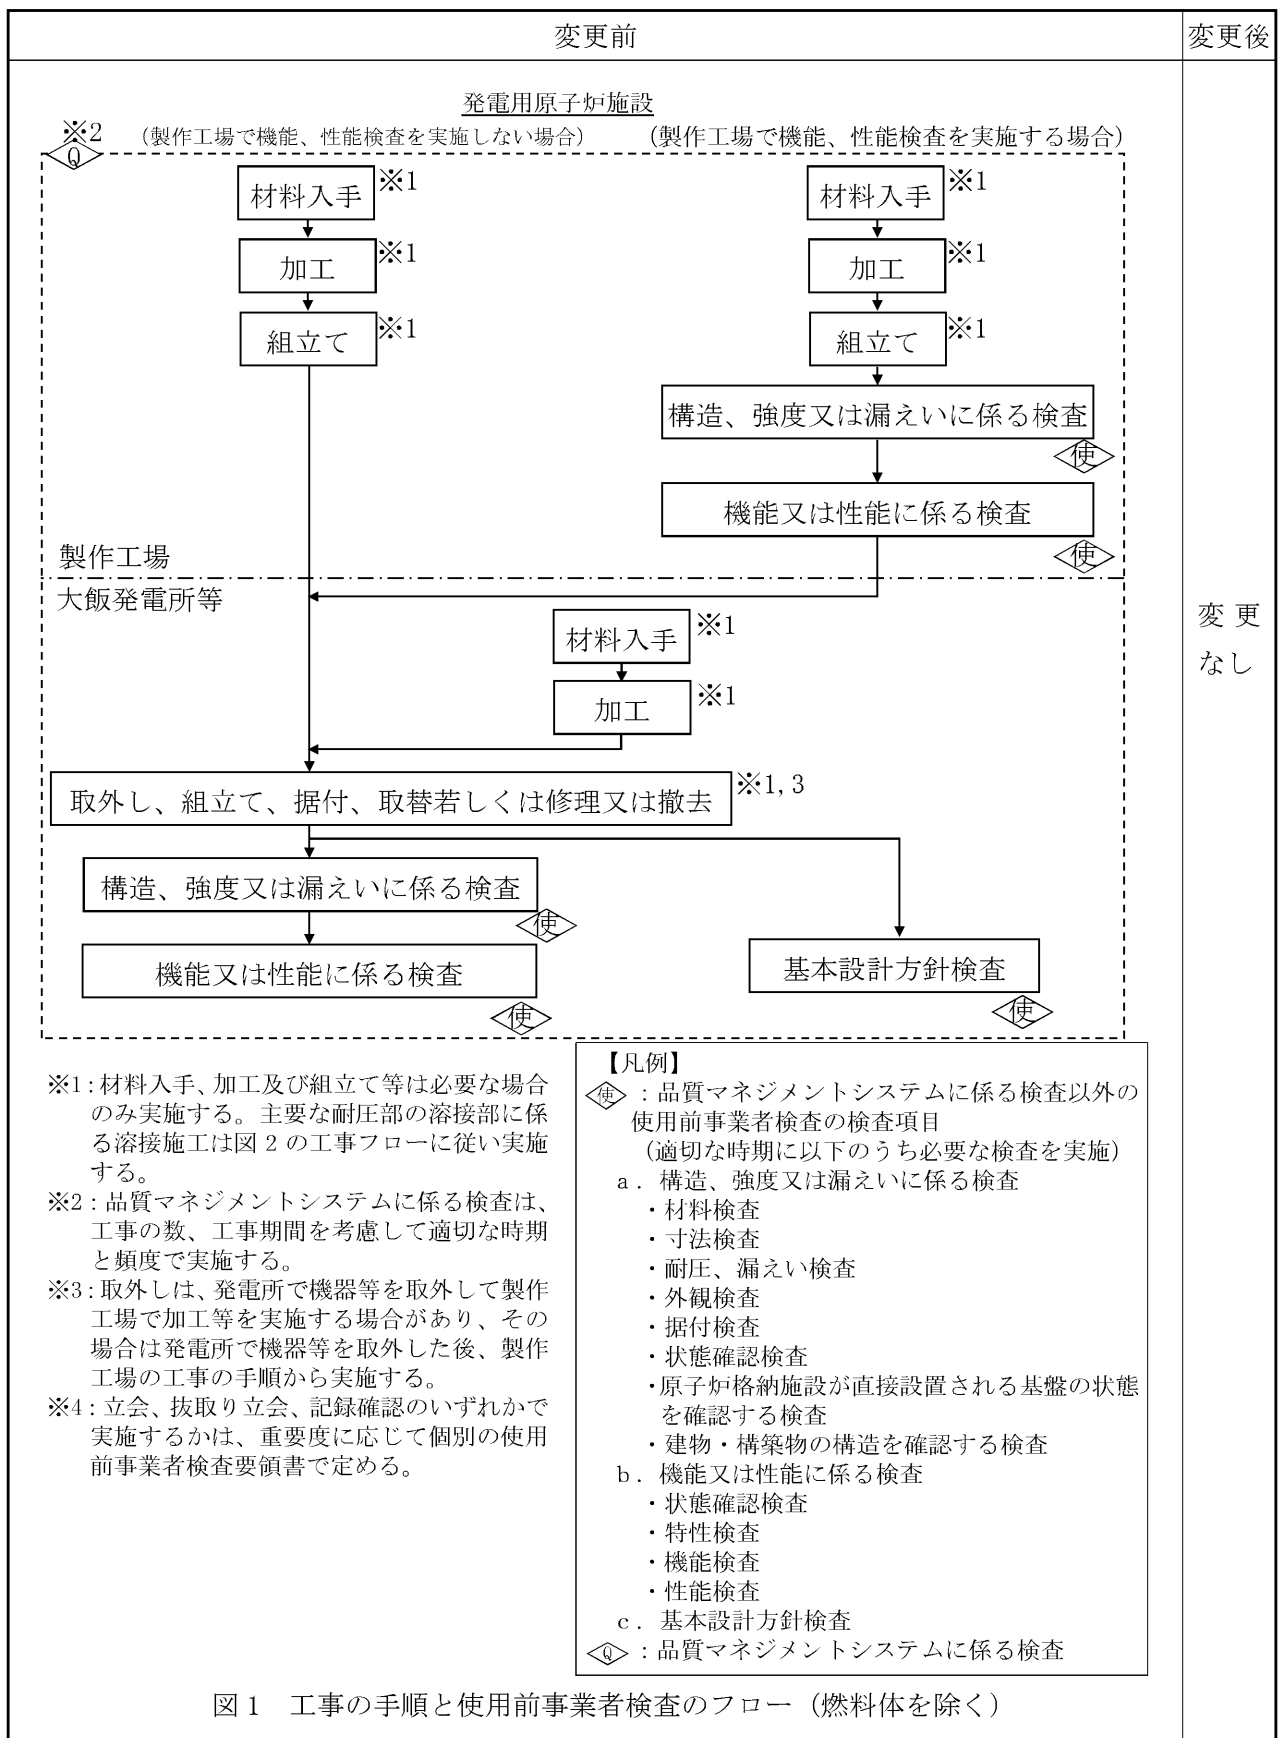 変更前
変更後
発電用原子炉施設
※2
(製作工場で機能、性能検査を実施しない場合)
(製作工場で機能、性能検査を実施する場合)
Q
材料入手
※1
加工
※1
組立て
※1
材料入手
※1
加工
※1
組立て
※1
構造、強度又は漏えいに係る検査
使
機能又は性能に係る検査
使
製作工場
大飯発電所等
材料入手
※1
加工
※1
取外し、組立て、据付、取替若しくは修理又は撤去
※1,3
構造、強度又は漏えいに係る検査
使
機能又は性能に係る検査
使
基本設計方針検査
使
変更
なし
※1:材料入手、加工及び組立て等は必要な場合
のみ実施する。主要な耐圧部の溶接部に係
る溶接施工は図2の工事フローに従い実施
する。
※2:品質マネジメントシステムに係る検査は、
工事の数、工事期間を考慮して適切な時期
と頻度で実施する。
※3:取外しは、発電所で機器等を取外して製作
工場で加工等を実施する場合があり、その
場合は発電所で機器等を取外した後、製作
工場の工事の手順から実施する。
※4:立会、抜取り立会、記録確認のいずれかで
実施するかは、重要度に応じて個別の使用
前事業者検査要領書で定める。
【凡例】
使:品質マネジメントシステムに係る検査以外の
使用前事業者検査の検査項目
(適切な時期に以下のうち必要な検査を実施)
a. 構造、強度又は漏えいに係る検査
・材料検査
・寸法検査
・耐圧、漏えい検査
・外観検査
・据付検査
・状態確認検査
・原子炉格納施設が直接設置される基盤の状態
を確認する検査
・建物・構築物の構造を確認する検査
b. 機能又は性能に係る検査
・状態確認検査
・特性検査
・機能検査
・性能検査
c. 基本設計方針検査
Q:品質マネジメントシステムに係る検査
図1 工事の手順と使用前事業者検査のフロー(燃料体を除く)